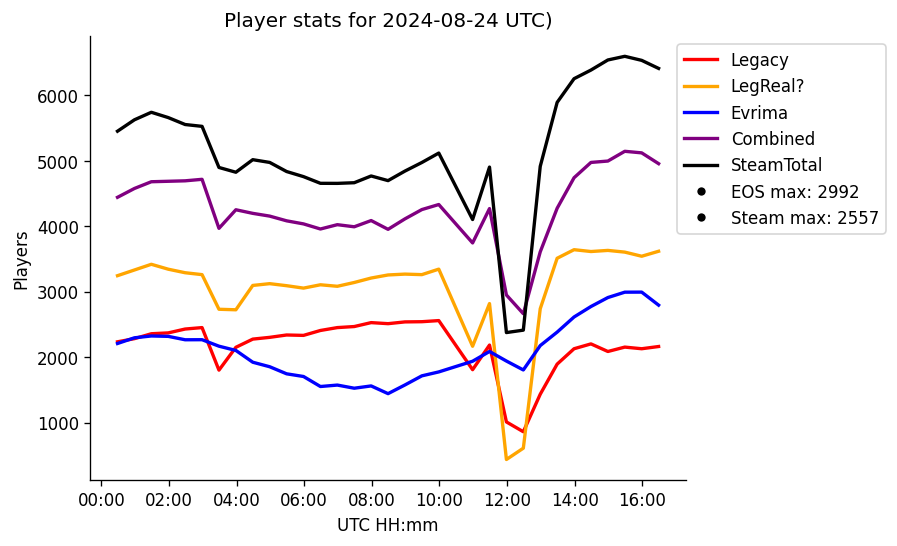 Player stats for 2024-08-24 UTC)
Legacy
LegReal?
Evrima
Combined
SteamTotal
EOS max: 2992
Steam max: 2557
Players
6000
5000
4000
3000
2000
1000
00:00 02:00 04:00 06:00 08:00 10:00 12:00 14:00 16:00
UTC HH:mm